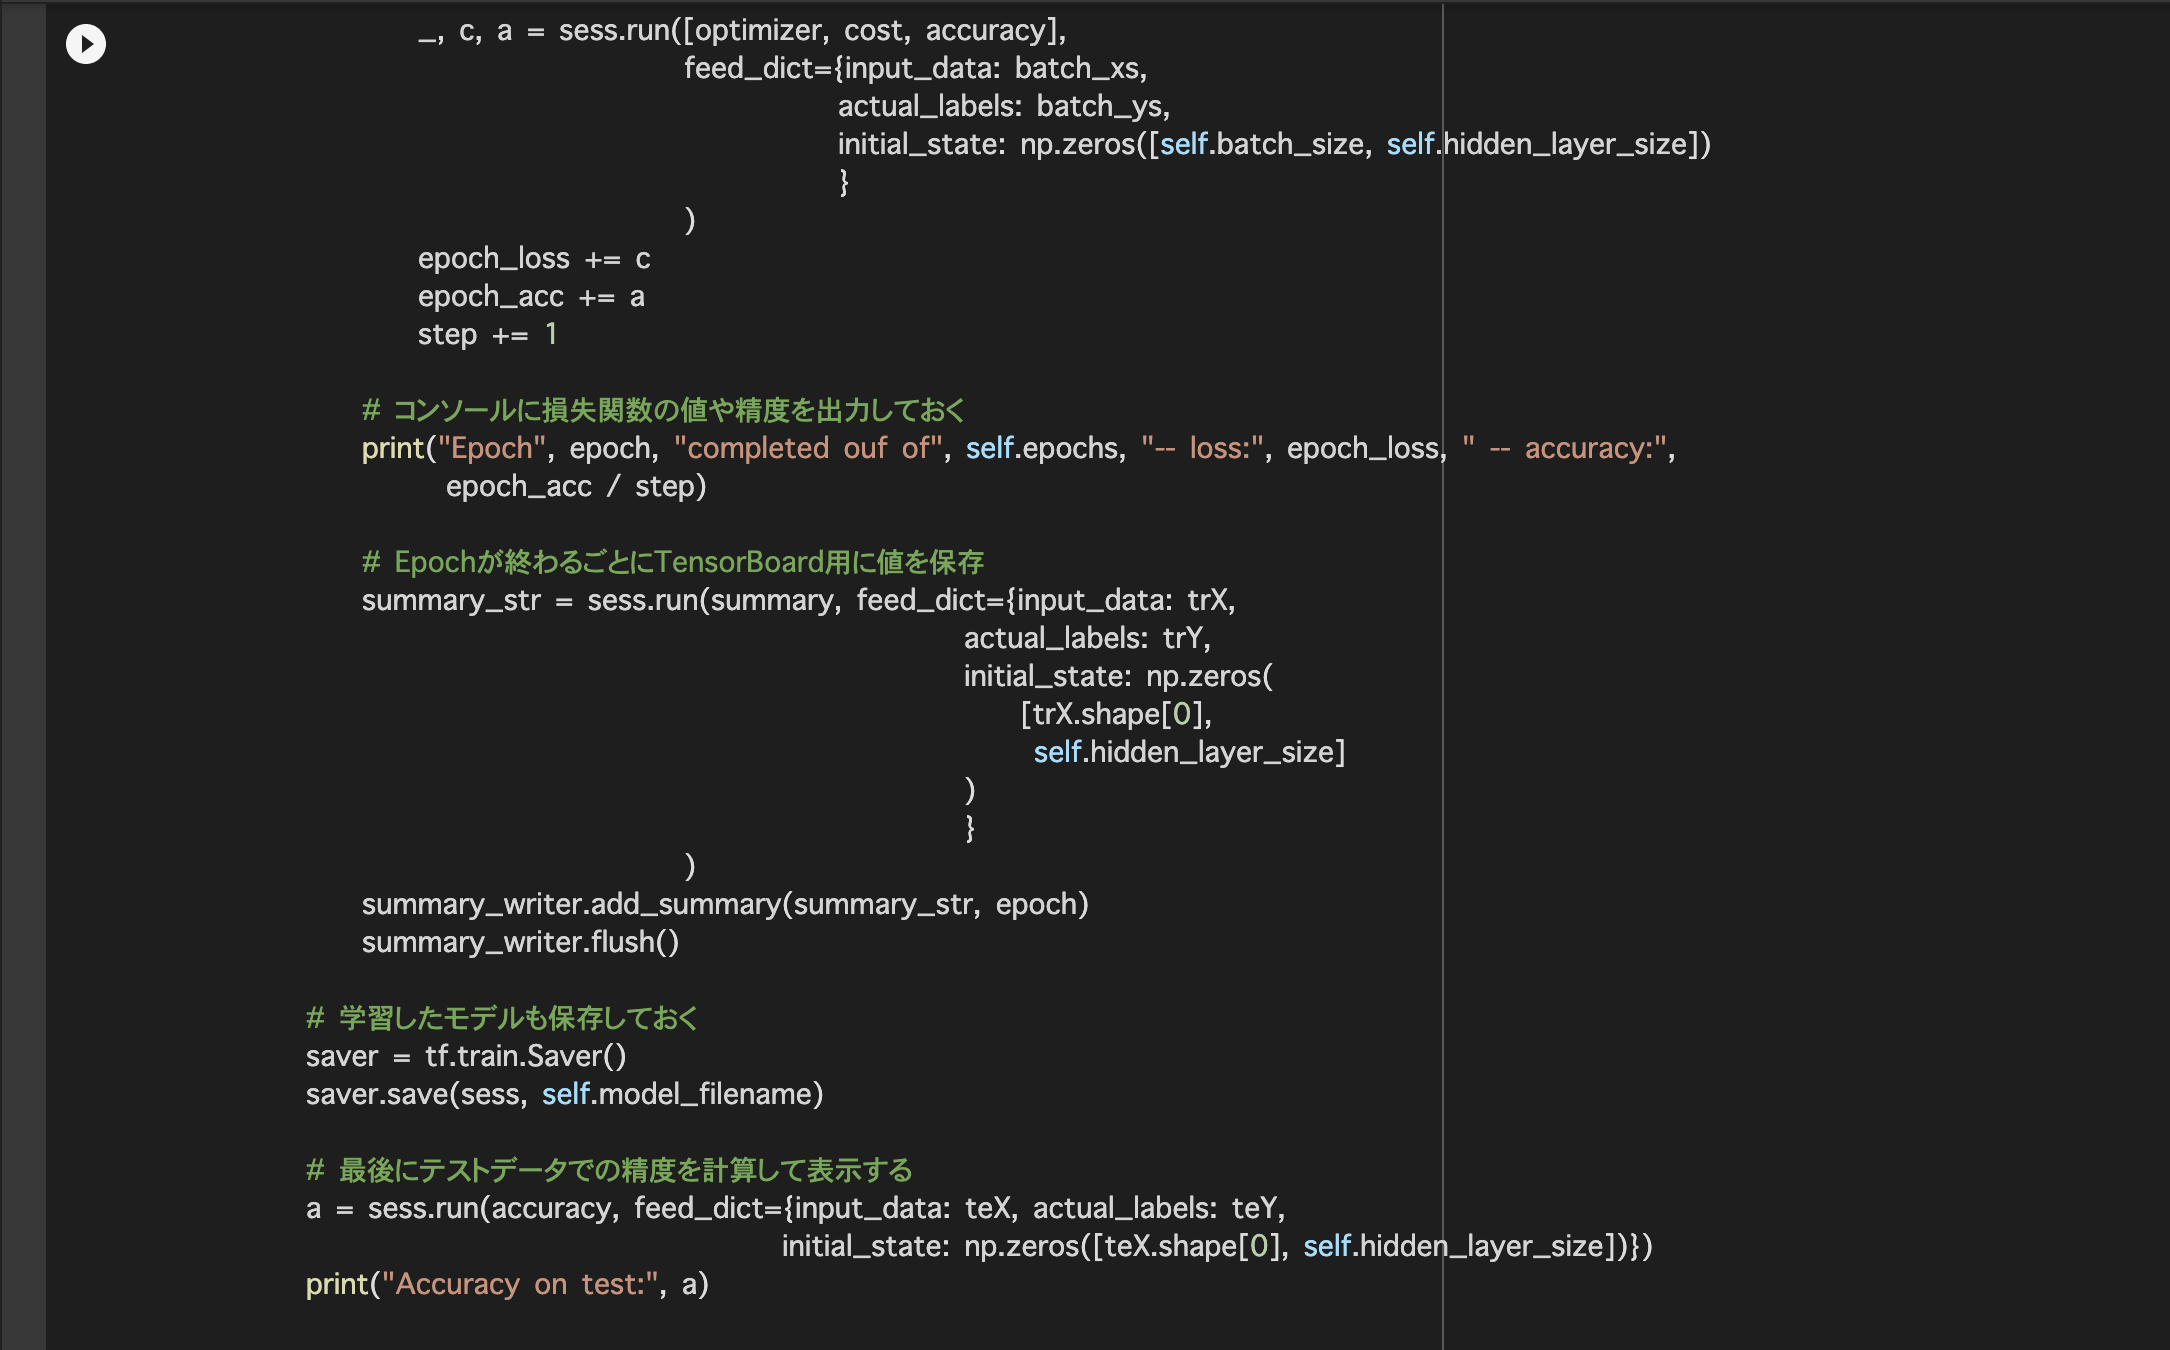 _, c, a = sess.run([optimizer, cost, accuracy],
feed_dict={input_data: batch_xs,
actual_labels: batch_ys,
initial_state: np.zeros([self.batch_size, self.hidden_layer_size])
}
)
epoch_loss += c
epoch_acc += a
step += 1
# コンソールに損失関数の値や精度を出力しておく
print("Epoch", epoch, "completed ouf of", self.epochs, "-- loss:", epoch_loss, " -- accuracy:",
epoch_acc / step)
# Epochが終わるごとにTensorBoard用に値を保存
summary_str = sess.run(summary, feed_dict={input_data: trX,
actual_labels: trY,
initial_state: np.zeros(
[trX.shape[0],
self.hidden_layer_size]
)
}
)
summary_writer.add_summary(summary_str, epoch)
summary_writer.flush()
# 学習したモデルも保存しておく
saver = tf.train.Saver()
saver.save(sess, self.model_filename)
# 最後にテストデータでの精度を計算して表示する
a = sess.run(accuracy, feed_dict={input_data: teX, actual_labels: teY,
initial_state: np.zeros([teX.shape[0], self.hidden_layer_size])})
print("Accuracy on test:", a)